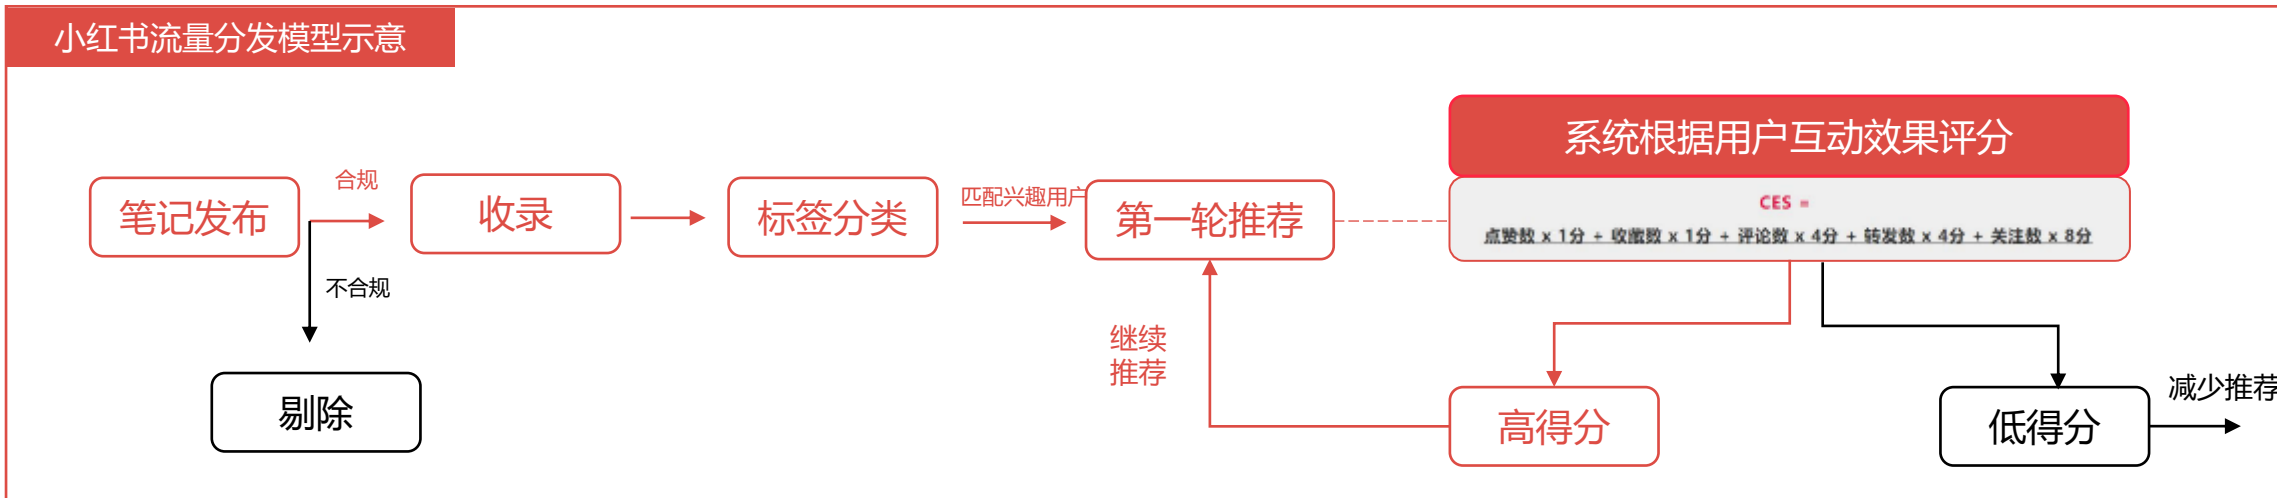 小红书流量分发模型示意
系统根据用户互动效果评分
CES =
点赞数 x 1分 + 收藏数 x 1分 + 评论数 x 4分 + 转发数 x 4分 + 关注数 x 8分
笔记发布
合规
收录
标签分类
匹配兴趣用户
第一轮推荐
不合规
剔除
继续
推荐
高得分
低得分
减少推荐